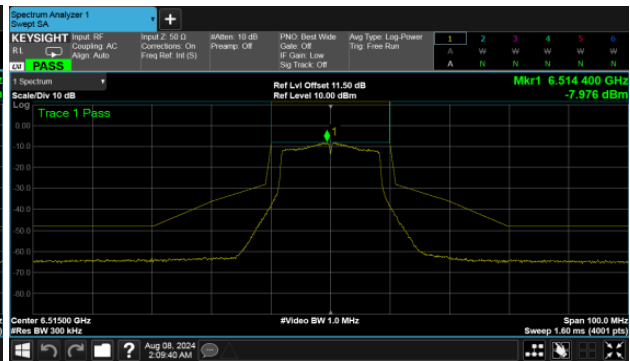 Spectrum Analyzer 1
Swept SA
+
KEYSIGHT Input: RF Input Z: 50 Ω #Atten: 10 dB PNO: Best Wide Avg Type: Log-Power 1 2 3 4 5 6
R L Coupling: AC Corrections: On Preamp: Off Gate: Off Trig: Free Run A W W W W W
Align: Auto Freq Ref: Int (S) IF Gain: Low
EXT PASS Sig Track: Off A N N N N N
1 Spectrum Ref Lvl Offset 11.50 dB Mkr1 6.514 400 GHz
Scale/Div 10 dB Ref Level 10.00 dBm -7.976 dBm
Log Trace 1 Pass
0.00
1
-10.0
-20.0
-30.0
-40.0
-50.0
-60.0
-70.0
-80.0
Center 6.51500 GHz #Video BW 1.0 MHz Span 100.0 MHz
#Res BW 300 kHz Sweep 1.60 ms (4001 pts)
? Aug 08, 2024
2:09:40 AM